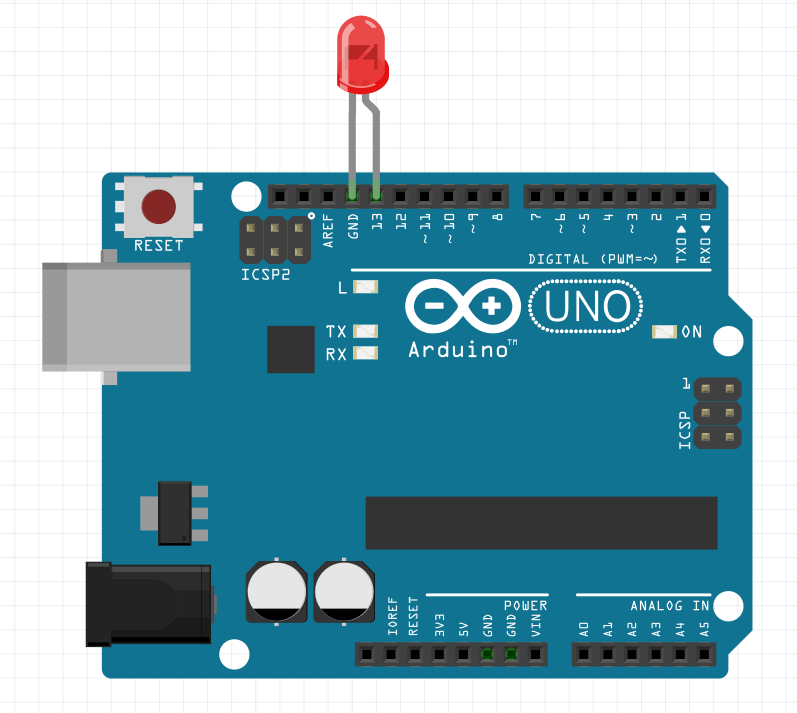 RESET
ICSP2
AREF
GND
13
12
~11
~10
~9
8
7
~6
~5
4
~3
2
TX0▶1
RX0◀0
DIGITAL (PWM=~)
L
TX
RX
Arduino™
UNO
ON
1
ICSP
IOREF
RESET
3V3
5V
GND
GND
VIN
POWER
A0
A1
A2
A3
A4
A5
ANALOG IN